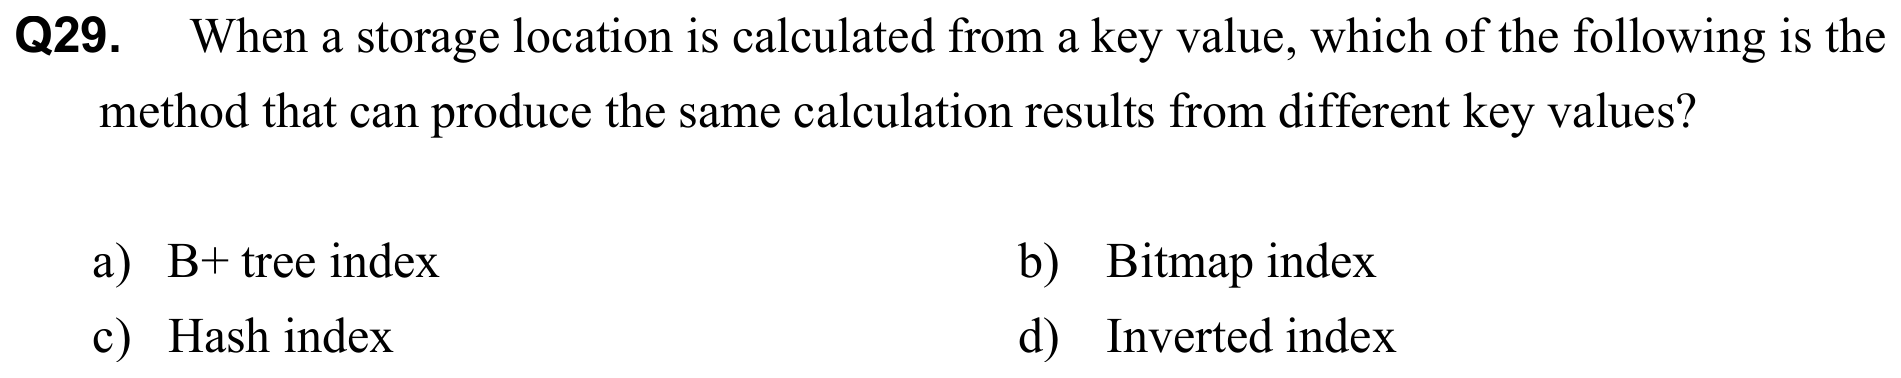 Q29. When a storage location is calculated from a key value, which of the following is the
method that can produce the same calculation results from different key values?
a) B+ tree index b) Bitmap index
c) Hash index d) Inverted index